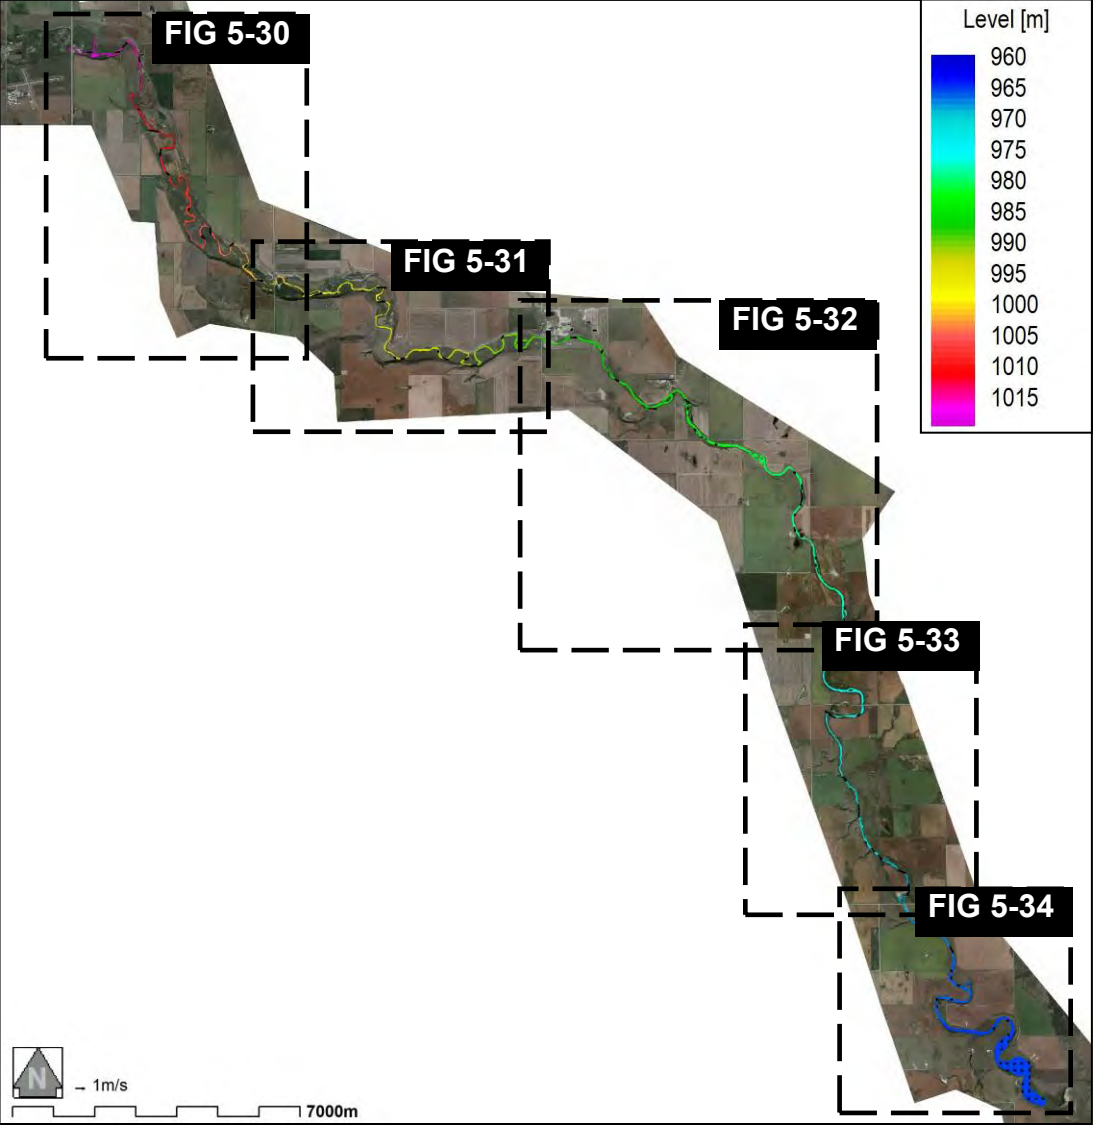 FIG 5-30
Level [m]
960
965
970
975
980
985
990
995
1000
1005
1010
1015
FIG 5-31
FIG 5-32
FIG 5-33
FIG 5-34
N
→ 1m/s
7000m